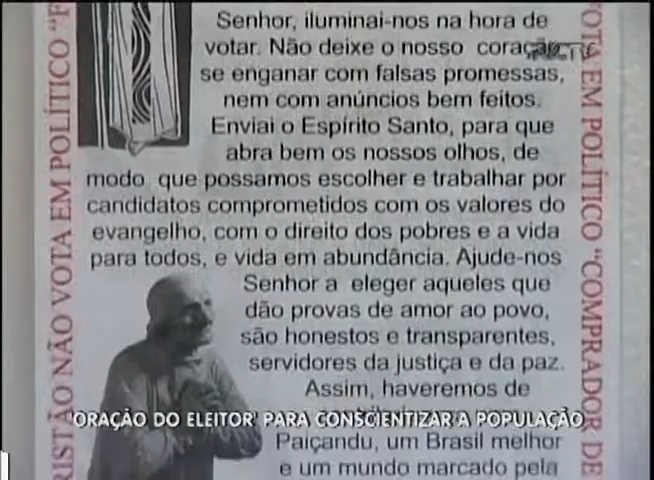 Senhor, iluminai-nos na hora de
votar. Não deixe o nosso coração
se enganar com falsas promessas,
nem com anúncios bem feitos.
Enviai o Espírito Santo, para que
abra bem os nossos olhos, de
modo que possamos escolher e trabalhar por
candidatos comprometidos com os valores do
evangelho, com o direito dos pobres e a vida
para todos, e vida em abundância. Ajude-nos
Senhor a eleger aqueles que
dão provas de amor ao povo,
são honestos e transparentes,
servidores da justiça e da paz.
Assim, haveremos de
'ORAÇÃO DO ELEITOR' PARA CONSCIENTIZAR A POPULAÇÃO
Paiçandu, um Brasil melhor
e um mundo marcado pela
RISTÃO NÃO VOTA EM POLÍTICO "F
VOTA EM POLÍTICO "COMPRADOR DE